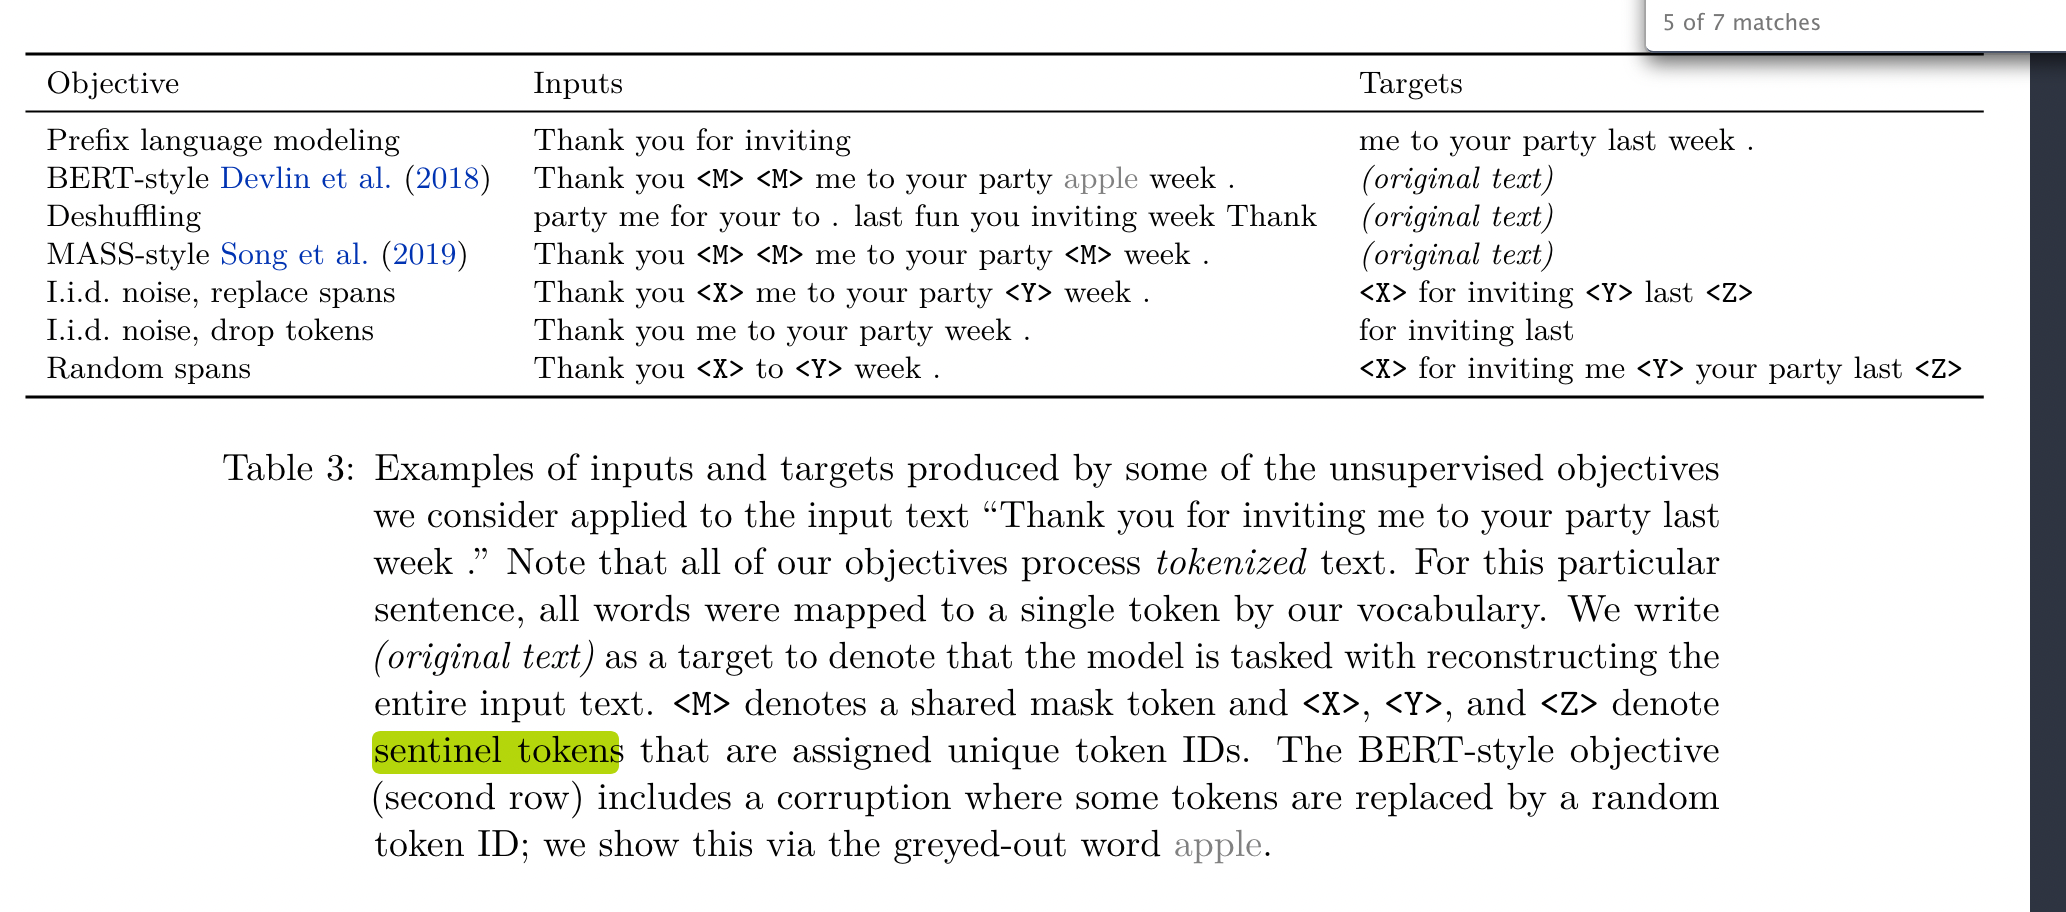 5 of 7 matches
Objective Inputs Targets
Prefix language modeling Thank you for inviting me to your party last week .
BERT-style Devlin et al. (2018) Thank you <M> <M> me to your party apple week . (original text)
Deshuffling party me for your to . last fun you inviting week Thank (original text)
MASS-style Song et al. (2019) Thank you <M> <M> me to your party <M> week . (original text)
I.i.d. noise, replace spans Thank you <X> me to your party <Y> week . <X> for inviting <Y> last <Z>
I.i.d. noise, drop tokens Thank you me to your party week . for inviting last
Random spans Thank you <X> to <Y> week . <X> for inviting me <Y> your party last <Z>
Table 3: Examples of inputs and targets produced by some of the unsupervised objectives
we consider applied to the input text “Thank you for inviting me to your party last
week .” Note that all of our objectives process tokenized text. For this particular
sentence, all words were mapped to a single token by our vocabulary. We write
(original text) as a target to denote that the model is tasked with reconstructing the
entire input text. <M> denotes a shared mask token and <X>, <Y>, and <Z> denote
sentinel tokens that are assigned unique token IDs. The BERT-style objective
(second row) includes a corruption where some tokens are replaced by a random
token ID; we show this via the greyed-out word apple.